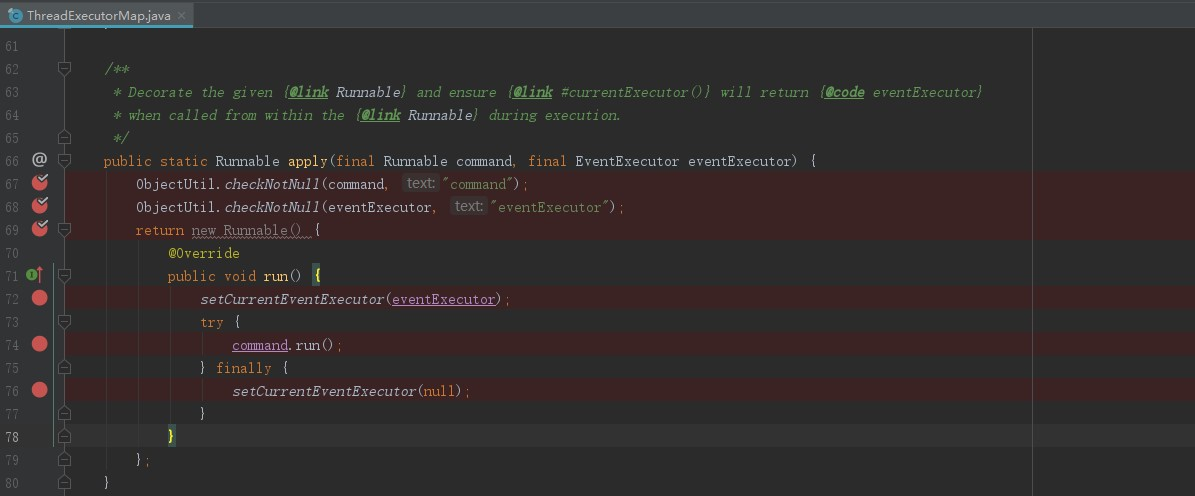 ThreadExecutorMap.java
61
62 /**
63 * Decorate the given {@link Runnable} and ensure {@link #currentExecutor()} will return {@code eventExecutor}
64 * when called from within the {@link Runnable} during execution.
65 */
66 @ public static Runnable apply(final Runnable command, final EventExecutor eventExecutor) {
67 ObjectUtil.checkNotNull(command, text: "command");
68 ObjectUtil.checkNotNull(eventExecutor, text: "eventExecutor");
69 return new Runnable() {
70 @Override
71 public void run() {
72 setCurrentEventExecutor(eventExecutor);
73 try {
74 command.run();
75 } finally {
76 setCurrentEventExecutor(null);
77 }
78 }
79 };
80 }